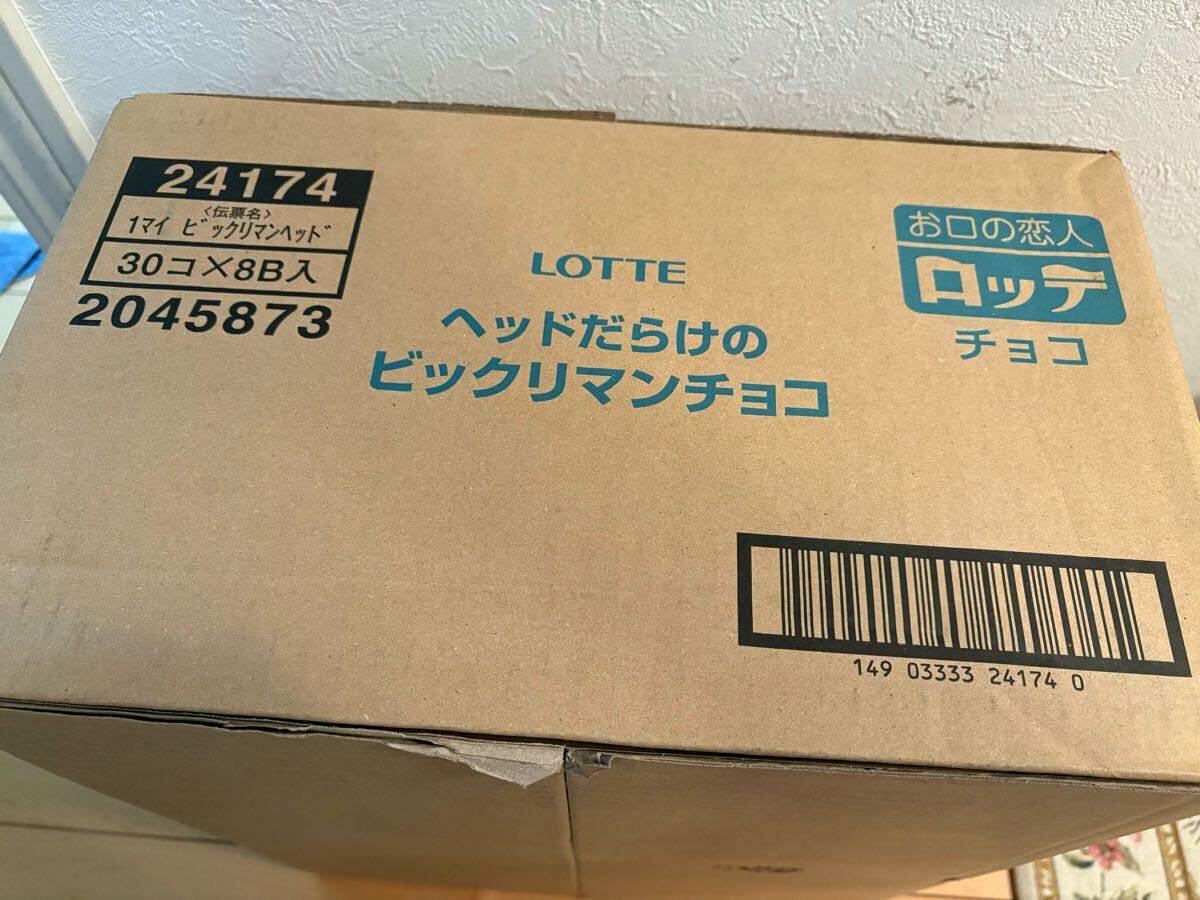 24174
〈伝票名〉
1マイ ビックリマンヘッド
30コ×8B入
2045873
LOTTE
ヘッドだらけの
ビックリマンチョコ
お口の恋人
ロッテ
チョコ
149 03333 24174 0